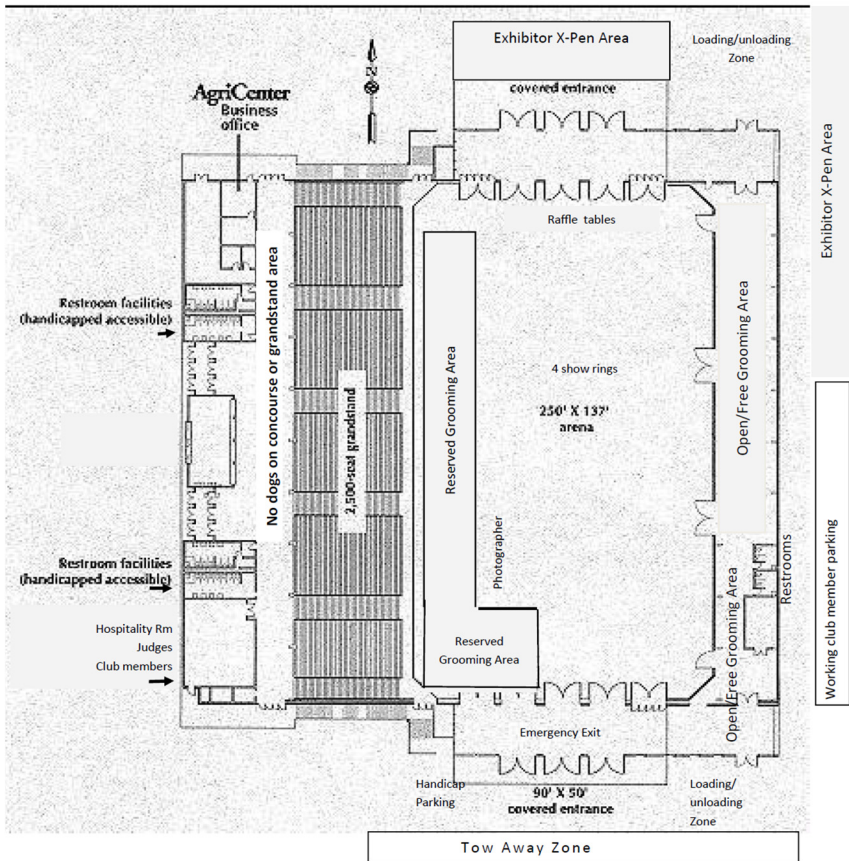 Exhibitor X-Pen Area
Loading/unloading
Zone
covered entrance
N
AgriCenter
Business
office
Exhibitor X-Pen Area
Raffle tables
Restroom facilities
(handicapped accessible)
No dogs on concourse or grandstand area
2,500-seat grandstand
Reserved Grooming Area
4 show rings
250' X 137'
arena
Open/Free Grooming Area
Working club member parking
Photographer
Restroom facilities
(handicapped accessible)
Restrooms
Open/Free Grooming Area
Hospitality Rm
Judges
Club members
Reserved
Grooming Area
Emergency Exit
Handicap
Parking
90' X 50'
covered entrance
Loading/
unloading
Zone
Tow Away Zone